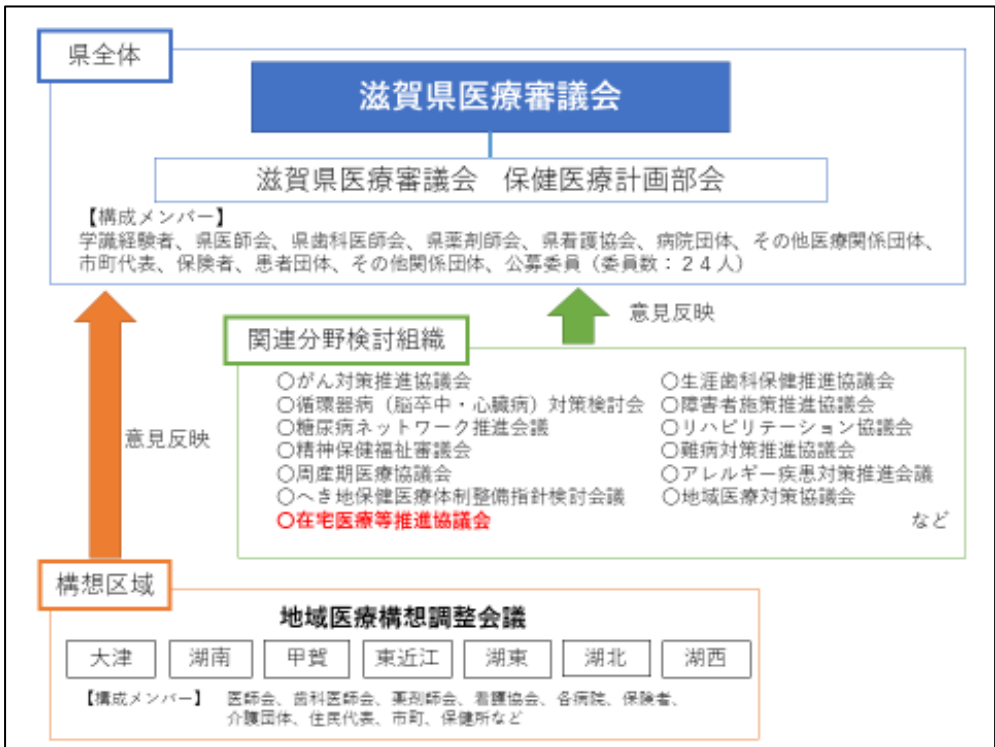 県全体
滋賀県医療審議会
滋賀県医療審議会　保健医療計画部会
【構成メンバー】
学識経験者、県医師会、県歯科医師会、県薬剤師会、県看護協会、病院団体、その他医療関係団体、
市町代表、保険者、患者団体、その他関係団体、公募委員（委員数：２４人）
意見反映
関連分野検討組織
〇がん対策推進協議会
〇循環器病（脳卒中・心臓病）対策検討会
〇糖尿病ネットワーク推進会議
〇精神保健福祉審議会
〇周産期医療協議会
〇へき地保健医療体制整備指針検討会議
〇在宅医療等推進協議会
〇生涯歯科保健推進協議会
〇障害者施策推進協議会
〇リハビリテーション協議会
〇難病対策推進協議会
〇アレルギー疾患対策推進会議
〇地域医療対策協議会
など
意見反映
構想区域
地域医療構想調整会議
大津
湖南
甲賀
東近江
湖東
湖北
湖西
【構成メンバー】　医師会、歯科医師会、薬剤師会、看護協会、各病院、保険者、
介護団体、住民代表、市町、保健所など